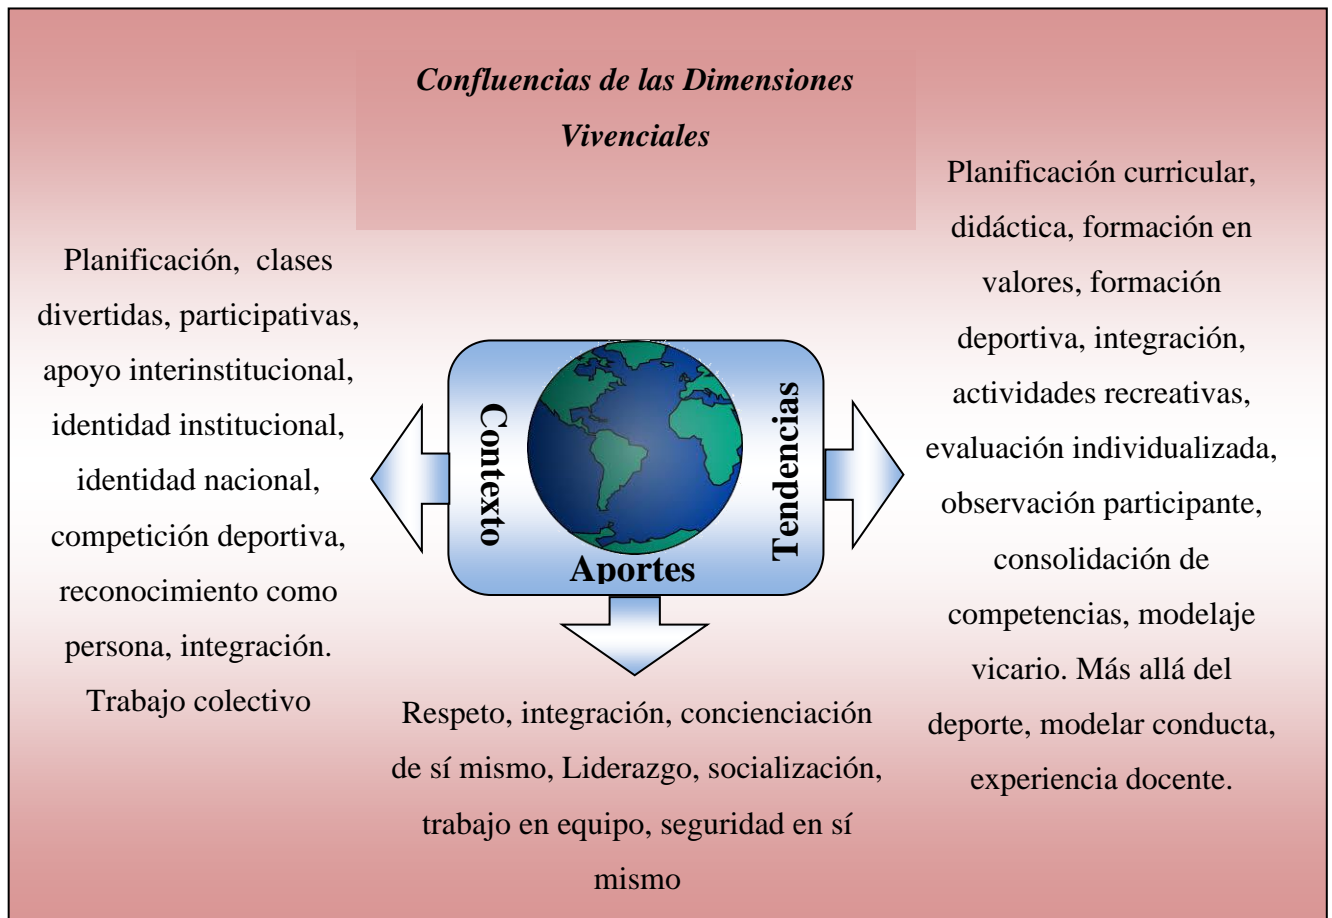 Confluencias de las Dimensiones
Vivenciales
Planificación, clases
divertidas, participativas,
apoyo interinstitucional,
identidad institucional,
identidad nacional,
competición deportiva,
reconocimiento como
persona, integración.
Trabajo colectivo
Contexto
Aportes
Tendencias
Respeto, integración, concienciación
de sí mismo, Liderazgo, socialización,
trabajo en equipo, seguridad en sí
mismo
Planificación curricular,
didáctica, formación en
valores, formación
deportiva, integración,
actividades recreativas,
evaluación individualizada,
observación participante,
consolidación de
competencias, modelaje
vicario. Más allá del
deporte, modelar conducta,
experiencia docente.